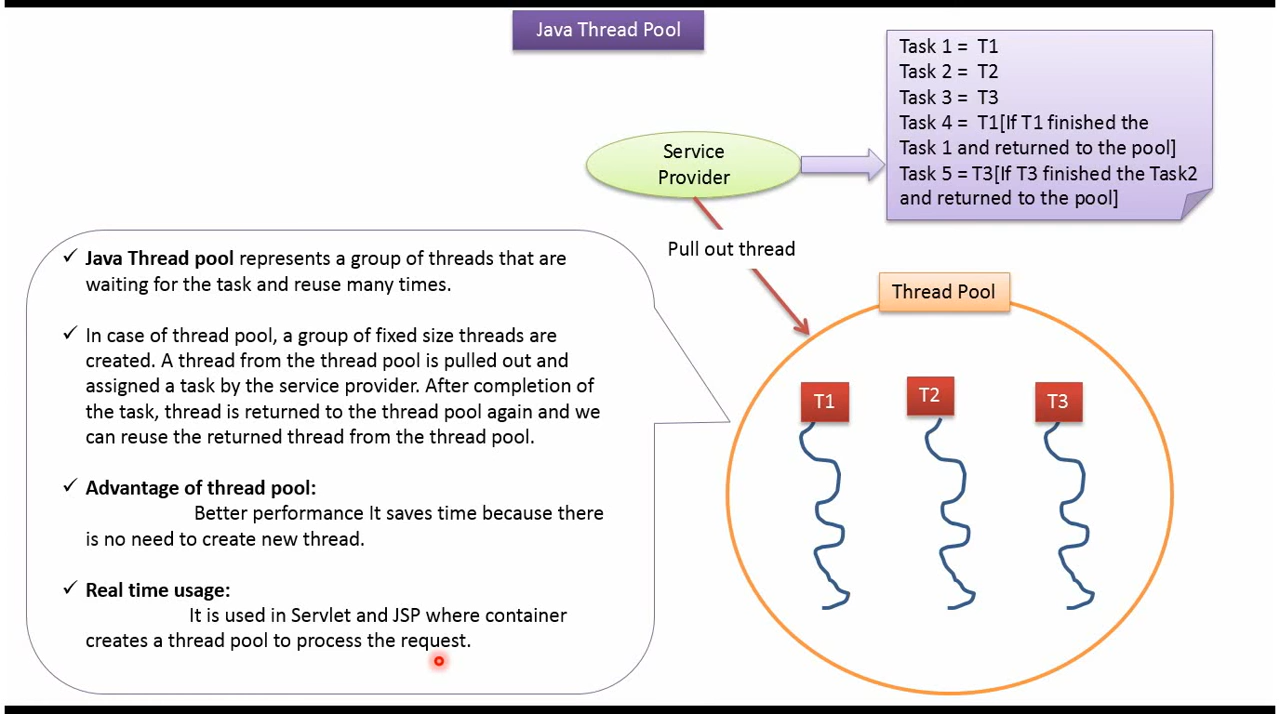 Java Thread Pool
Task 1 = T1
Task 2 = T2
Task 3 = T3
Task 4 = T1[If T1 finished the
Task 1 and returned to the pool]
Task 5 = T3[If T3 finished the Task2
and returned to the pool]
Service
Provider
Pull out thread
Thread Pool
T1
T2
T3
✓ Java Thread pool represents a group of threads that are
waiting for the task and reuse many times.
✓ In case of thread pool, a group of fixed size threads are
created. A thread from the thread pool is pulled out and
assigned a task by the service provider. After completion of
the task, thread is returned to the thread pool again and we
can reuse the returned thread from the thread pool.
✓ Advantage of thread pool:
Better performance It saves time because there
is no need to create new thread.
✓ Real time usage:
It is used in Servlet and JSP where container
creates a thread pool to process the request.